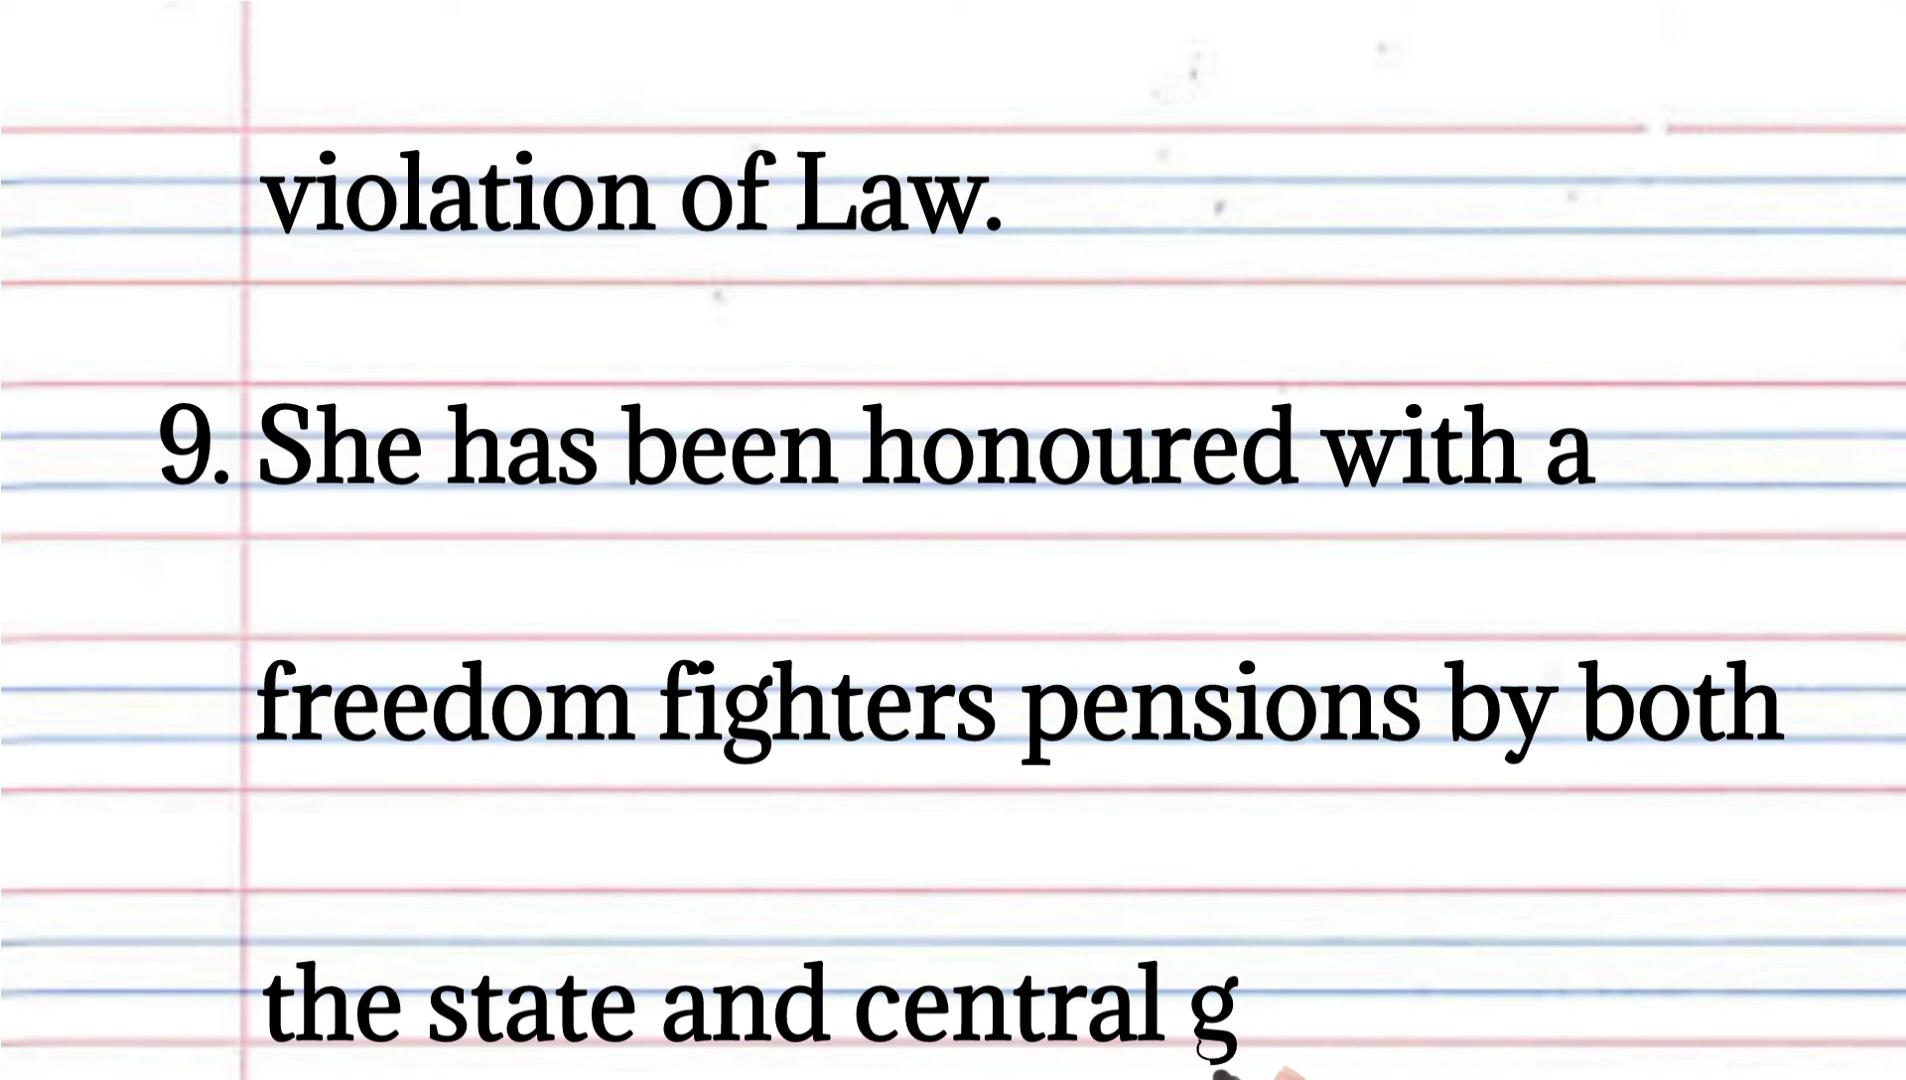 violation of Law.
9. She has been honoured with a
freedom fighters pensions by both
the state and central g